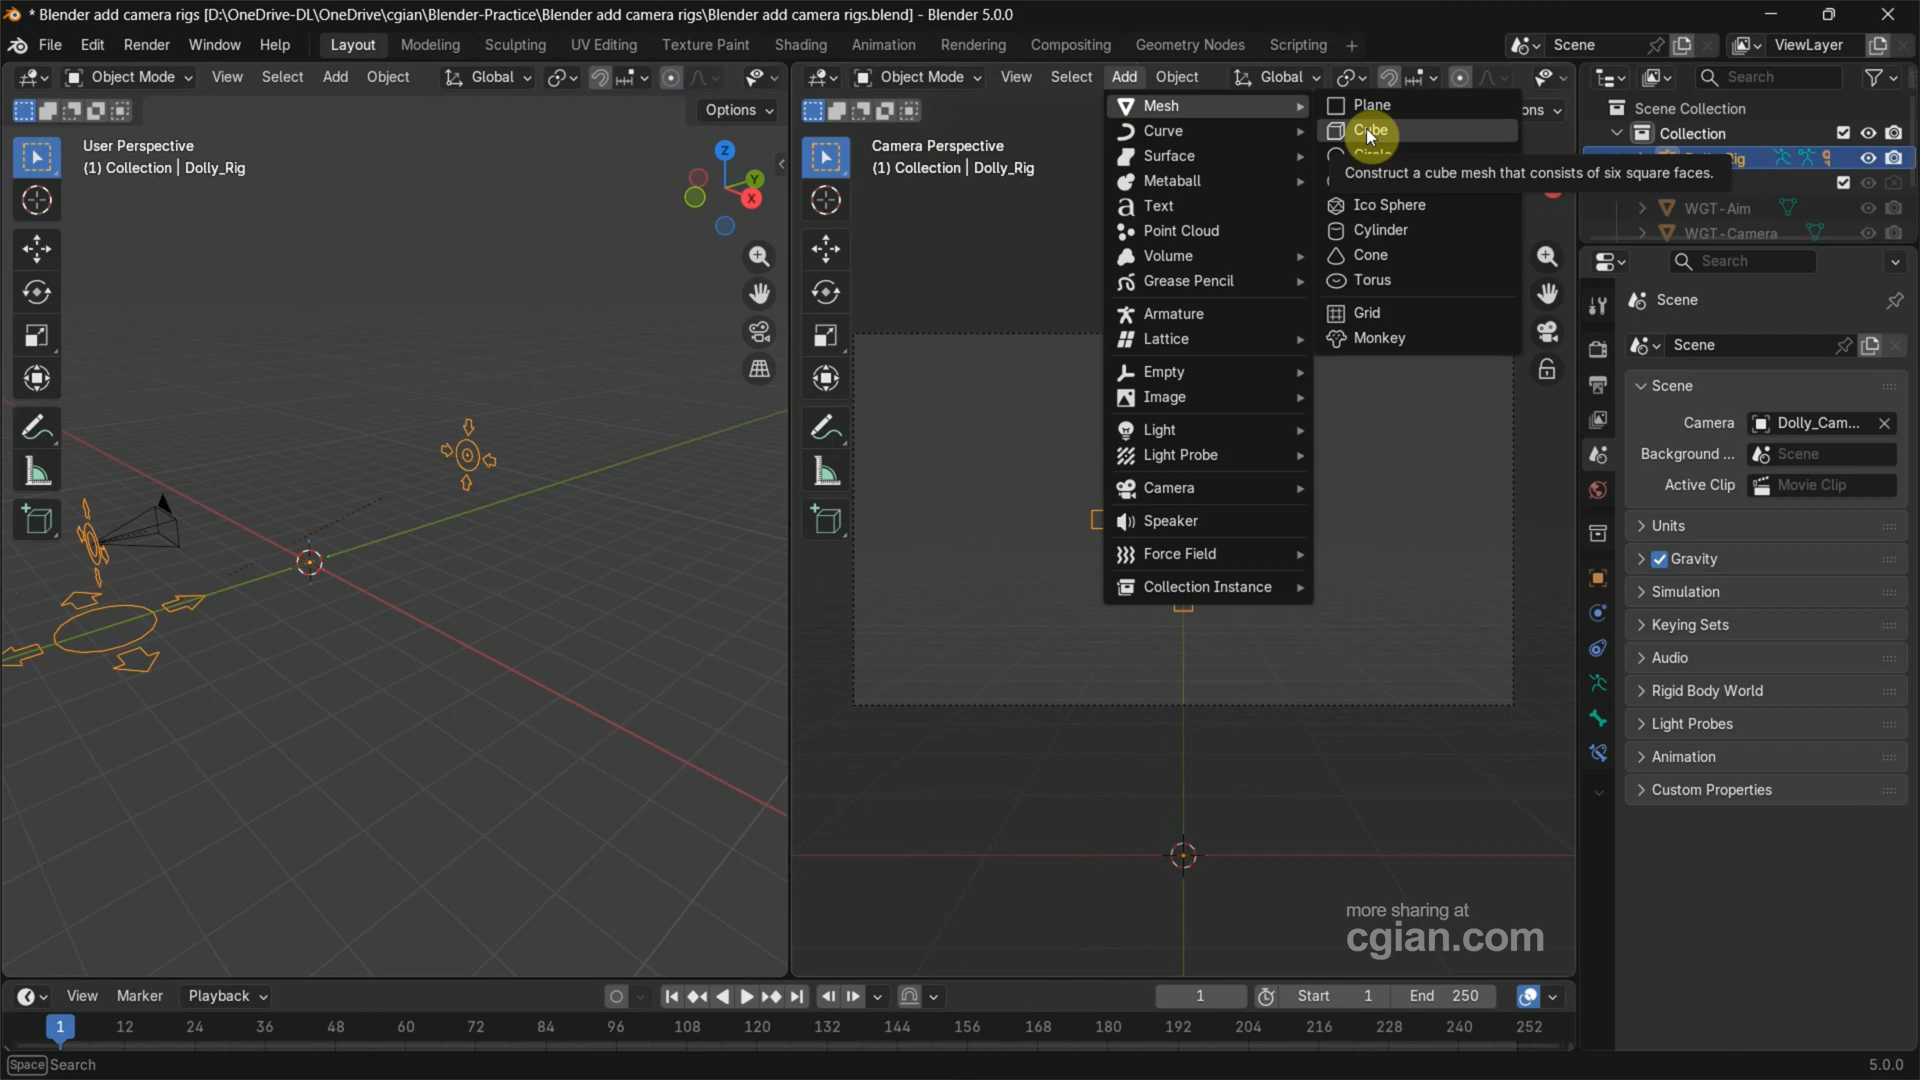 * Blender add camera rigs [D:\OneDrive-DL\OneDrive\cgian\Blender-Practice\Blender add camera rigs\Blender add camera rigs.blend] - Blender 5.0.0
File Edit Render Window Help Layout Modeling Sculpting UV Editing Texture Paint Shading Animation Rendering Compositing Geometry Nodes Scripting + Scene ViewLayer
Object Mode View Select Add Object Global
Object Mode View Select Add Object Global
Search
Options
User Perspective
(1) Collection | Dolly_Rig
Z
Y
X
Camera Perspective
(1) Collection | Dolly_Rig
Mesh
Curve
Surface
Metaball
Text
Point Cloud
Volume
Grease Pencil
Armature
Lattice
Empty
Image
Light
Light Probe
Camera
Speaker
Force Field
Collection Instance
Plane
Cube
Construct a cube mesh that consists of six square faces.
Ico Sphere
Cylinder
Cone
Torus
Grid
Monkey
Scene Collection
Collection
WGT-Aim
WGT-Camera
Search
Scene
Scene
Scene
Camera Dolly_Cam...
Background ... Scene
Active Clip Movie Clip
Units
Gravity
Simulation
Keying Sets
Audio
Rigid Body World
Light Probes
Animation
Custom Properties
more sharing at
cgian.com
View Marker Playback 1 Start 1 End 250
1 12 24 36 48 60 72 84 96 108 120 132 144 156 168 180 192 204 216 228 240 252
Space Search 5.0.0